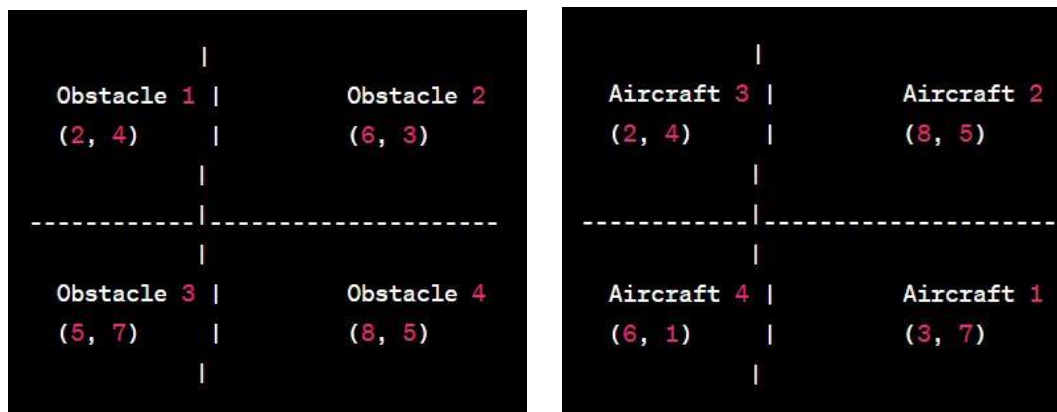 Obstacle 1 | Obstacle 2
(2, 4) | (6, 3)
Obstacle 3 | Obstacle 4
(5, 7) | (8, 5)
Aircraft 3 | Aircraft 2
(2, 4) | (8, 5)
Aircraft 4 | Aircraft 1
(6, 1) | (3, 7)